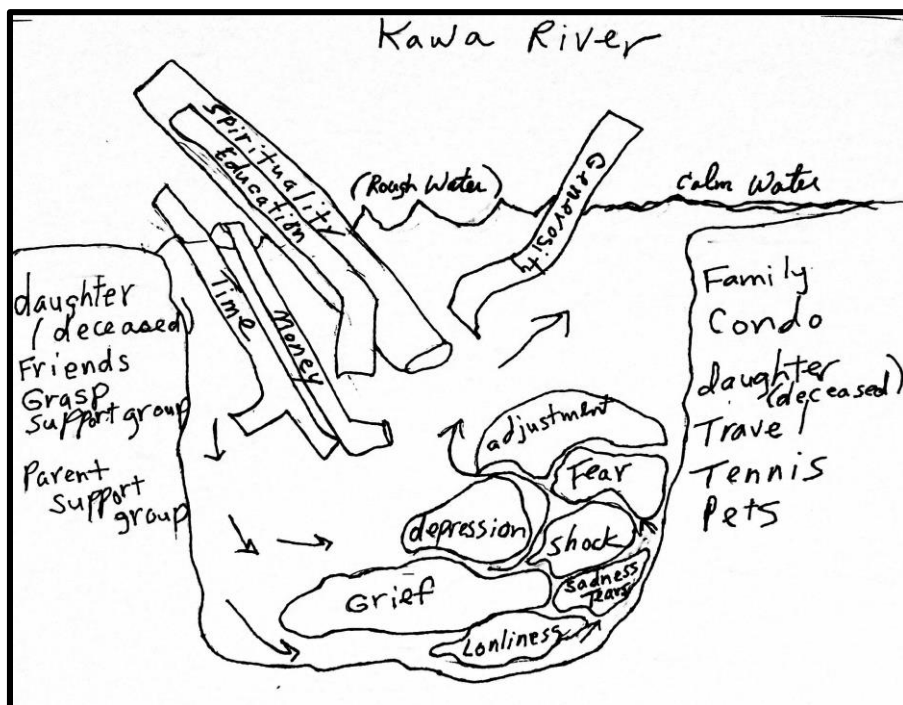 Kawa River
Spirituality
Education
(Rough Water)
Generosity
Calm Water
Time
Money
daughter
(deceased)
Friends
Grasp
Support group
Parent
Support
group
Family
Condo
daughter
(deceased)
Travel
Tennis
Pets
adjustment
Fear
depression
Shock
Grief
Sadness
Tears
Lonliness